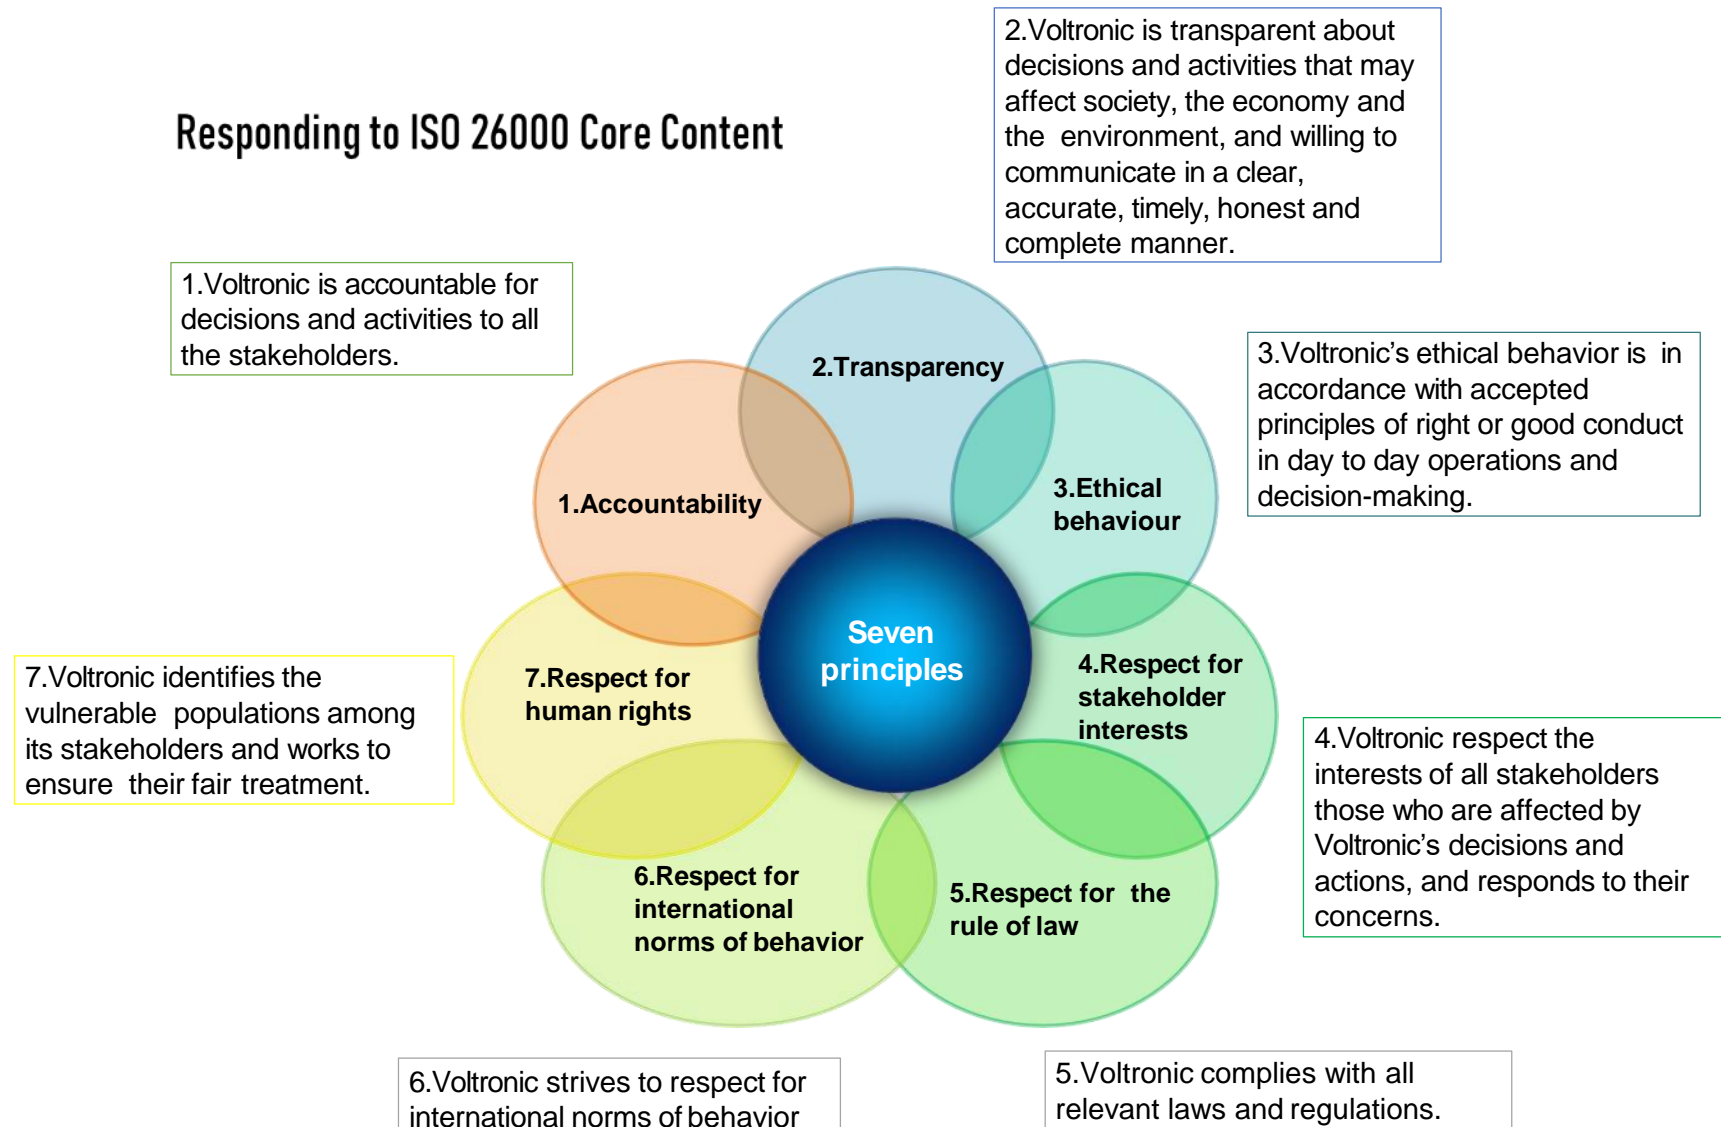 Responding to ISO 26000 Core Content
2.Voltronic is transparent about
decisions and activities that may
affect society, the economy and
the environment, and willing to
communicate in a clear,
accurate, timely, honest and
complete manner.
1.Voltronic is accountable for
decisions and activities to all
the stakeholders.
3.Voltronic’s ethical behavior is in
accordance with accepted
principles of right or good conduct
in day to day operations and
decision-making.
2.Transparency
1.Accountability
3.Ethical
behaviour
Seven
principles
7.Respect for
human rights
4.Respect for
stakeholder
interests
7.Voltronic identifies the
vulnerable populations among
its stakeholders and works to
ensure their fair treatment.
4.Voltronic respect the
interests of all stakeholders
those who are affected by
Voltronic’s decisions and
actions, and responds to their
concerns.
6.Respect for
international
norms of behavior
5.Respect for the
rule of law
6.Voltronic strives to respect for
international norms of behavior
5.Voltronic complies with all
relevant laws and regulations.